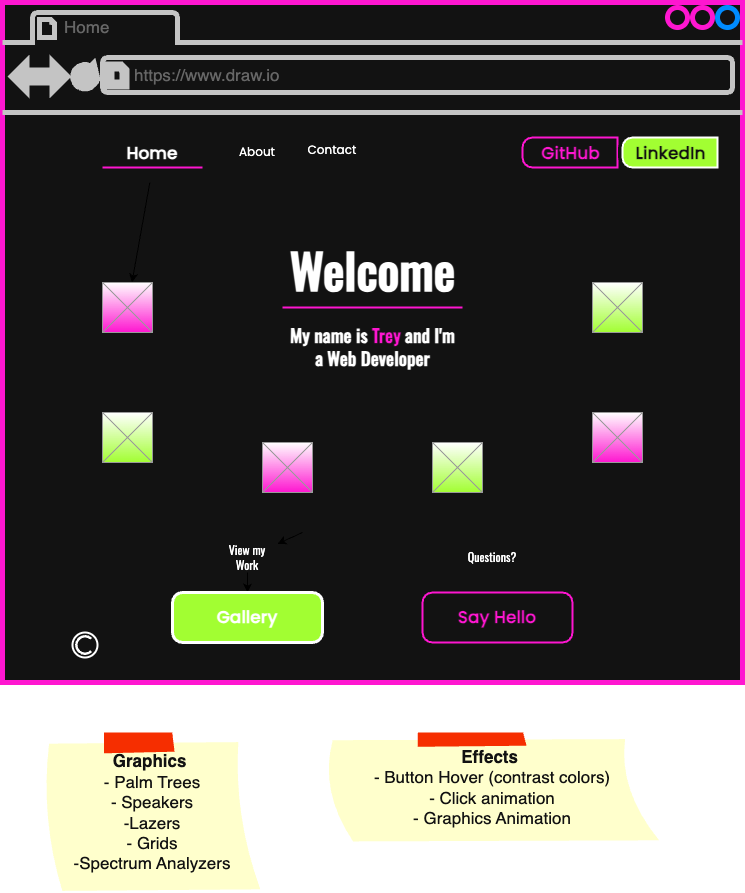 Home
https://www.draw.io
Home
About
Contact
GitHub
LinkedIn
Welcome
My name is Trey and I'm
a Web Developer
View my
Work
Questions?
Gallery
Say Hello
©
Graphics
- Palm Trees
- Speakers
-Lazers
- Grids
-Spectrum Analyzers
Effects
- Button Hover (contrast colors)
- Click animation
- Graphics Animation